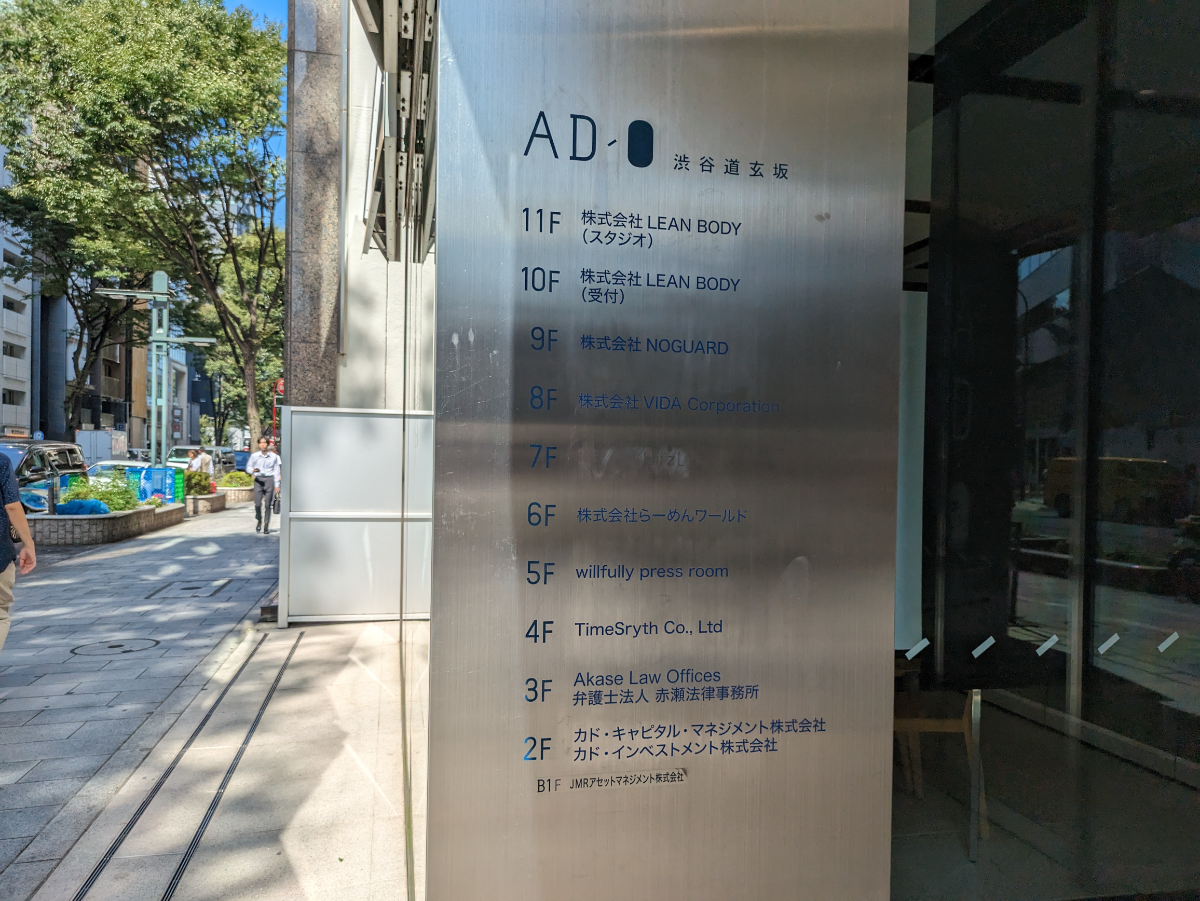 AD-O 渋谷道玄坂
11F 株式会社 LEAN BODY
(スタジオ)
10F 株式会社 LEAN BODY
(受付)
9F 株式会社 NOGUARD
8F 株式会社 VIDA Corporation
7F
6F 株式会社らーめんワールド
5F willfully press room
4F TimeSryth Co., Ltd
3F Akase Law Offices
弁護士法人 赤瀬法律事務所
2F カド・キャピタル・マネジメント株式会社
カド・インベストメント株式会社
B1F JMRアセットマネジメント株式会社